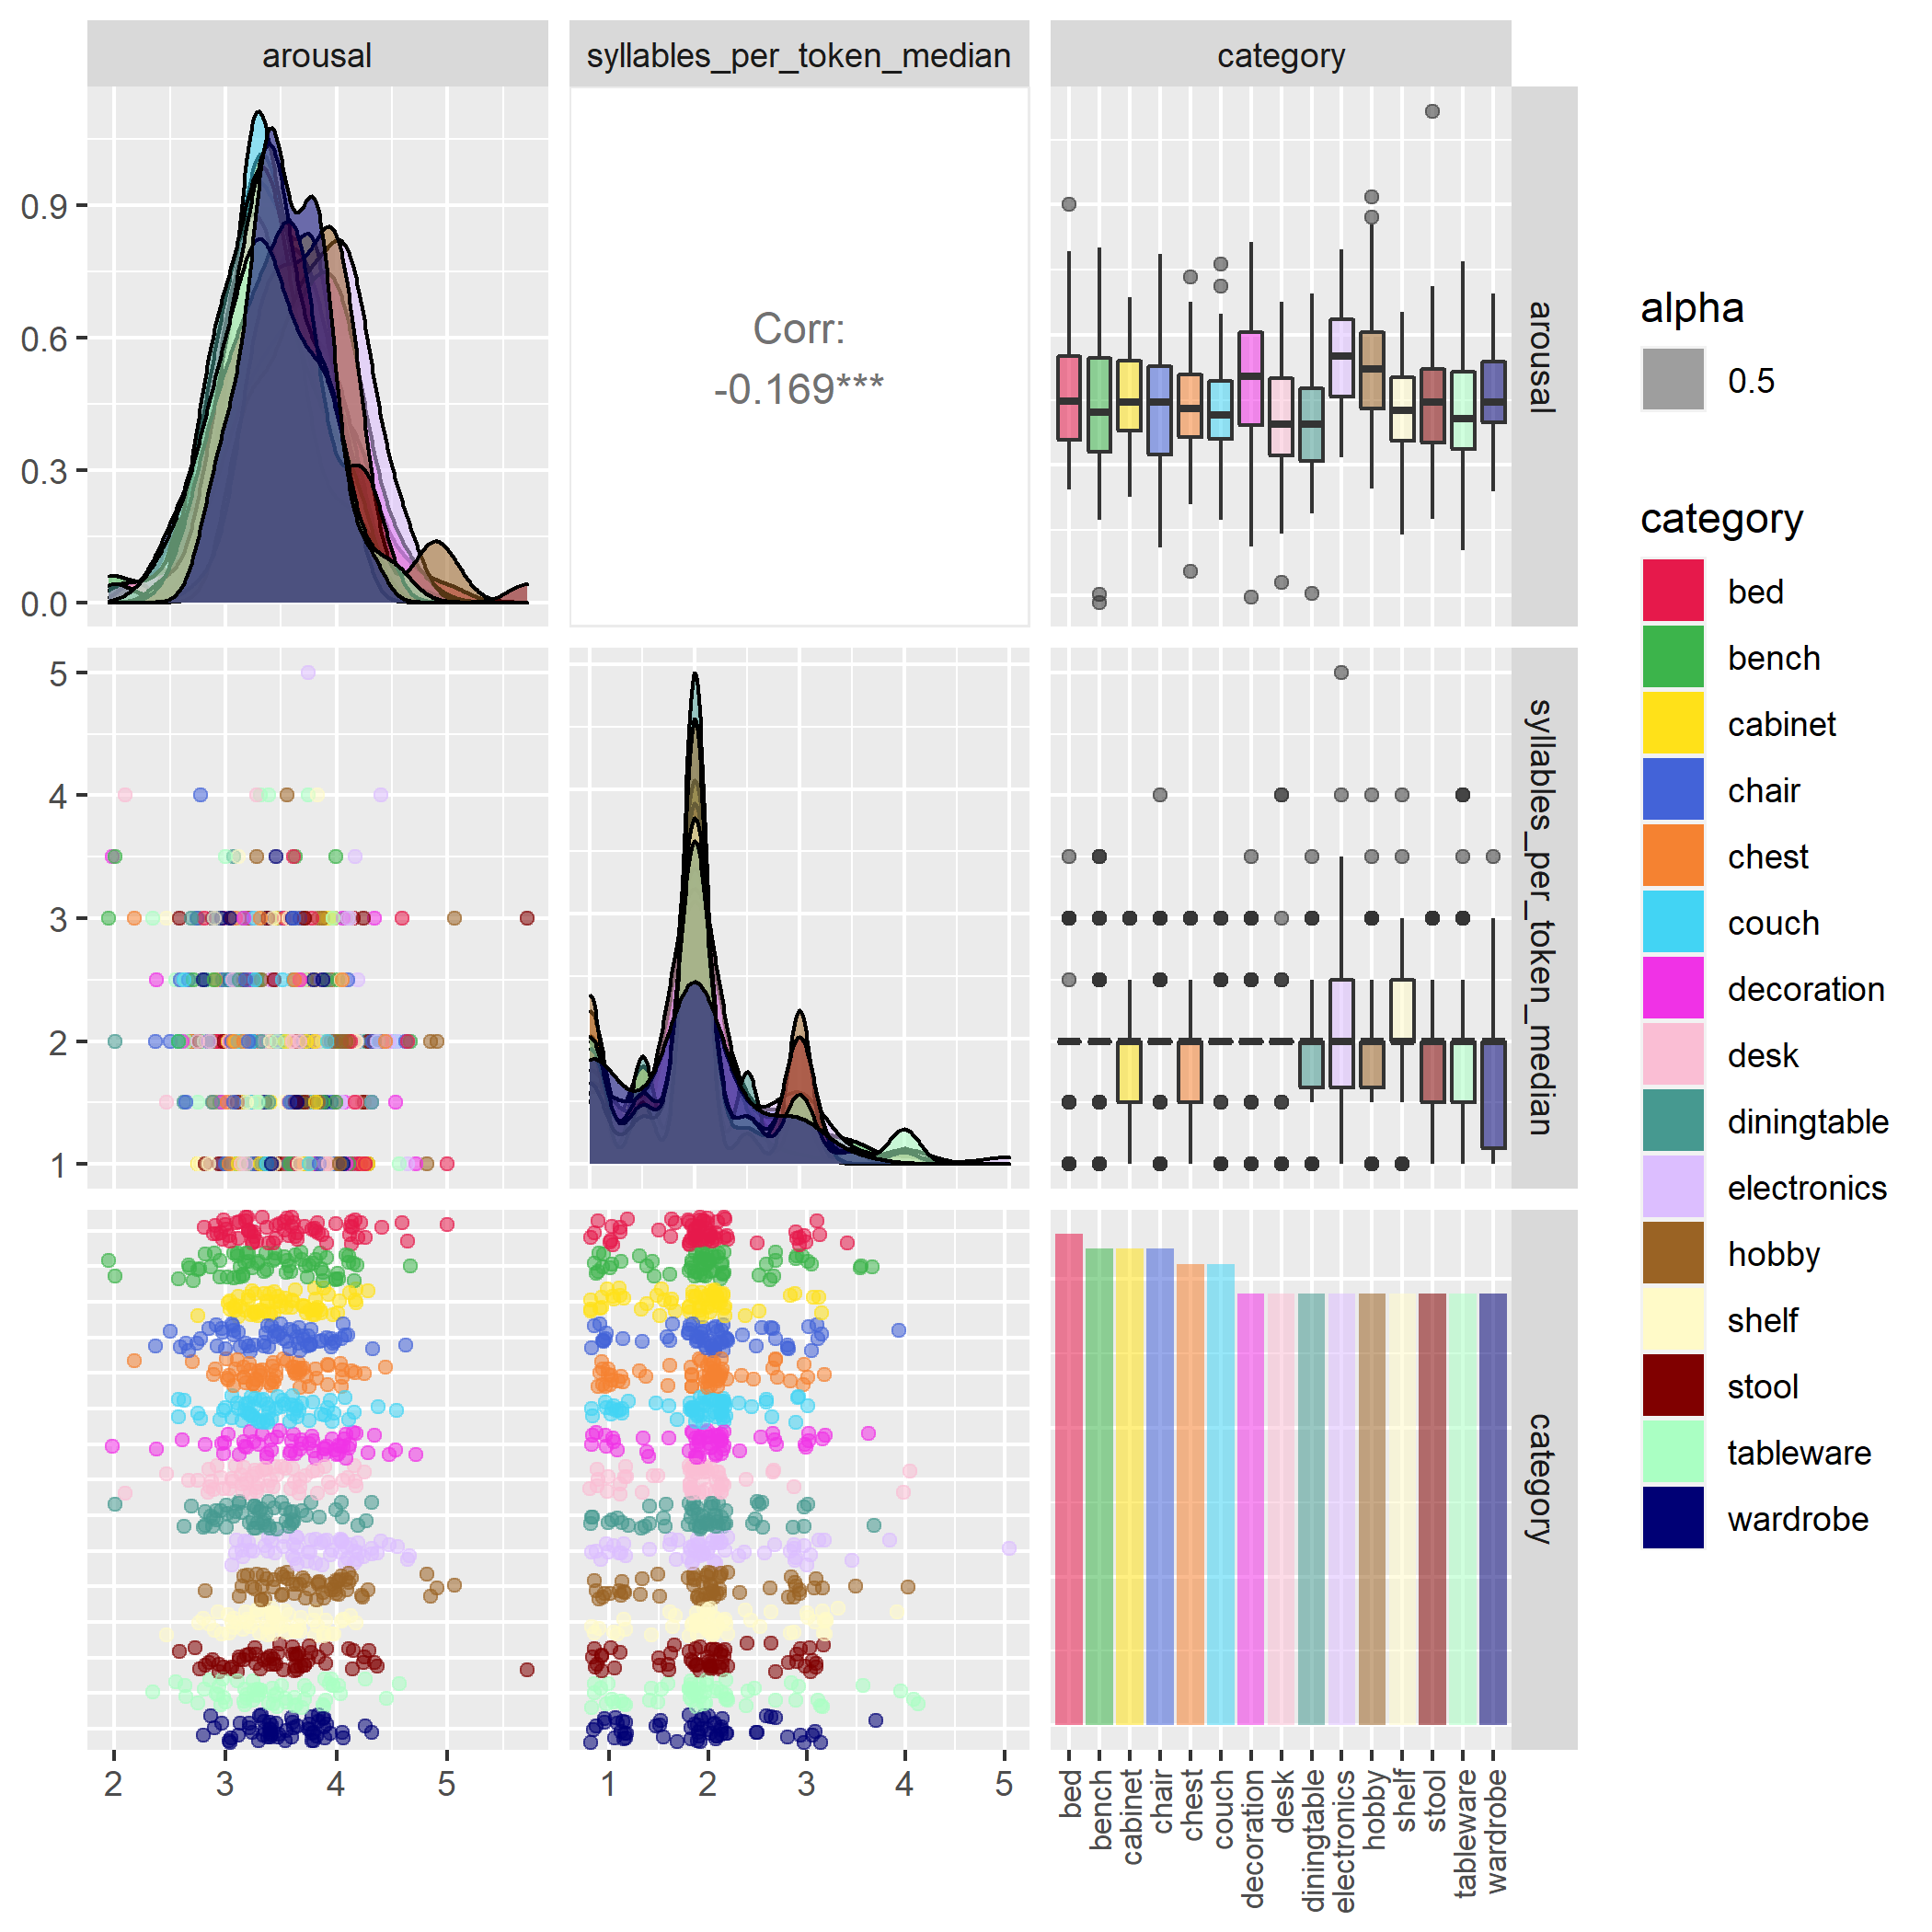 arousal
syllables_per_token_median
category
0.9
0.6
0.3
0.0
Corr:
-0.169***
arousal
5
4
3
2
1
syllables_per_token_median
category
2
3
4
5
1
2
3
4
5
bed
bench
cabinet
chair
chest
couch
decoration
desk
diningtable
electronics
hobby
shelf
stool
tableware
wardrobe
alpha
0.5
category
bed
bench
cabinet
chair
chest
couch
decoration
desk
diningtable
electronics
hobby
shelf
stool
tableware
wardrobe